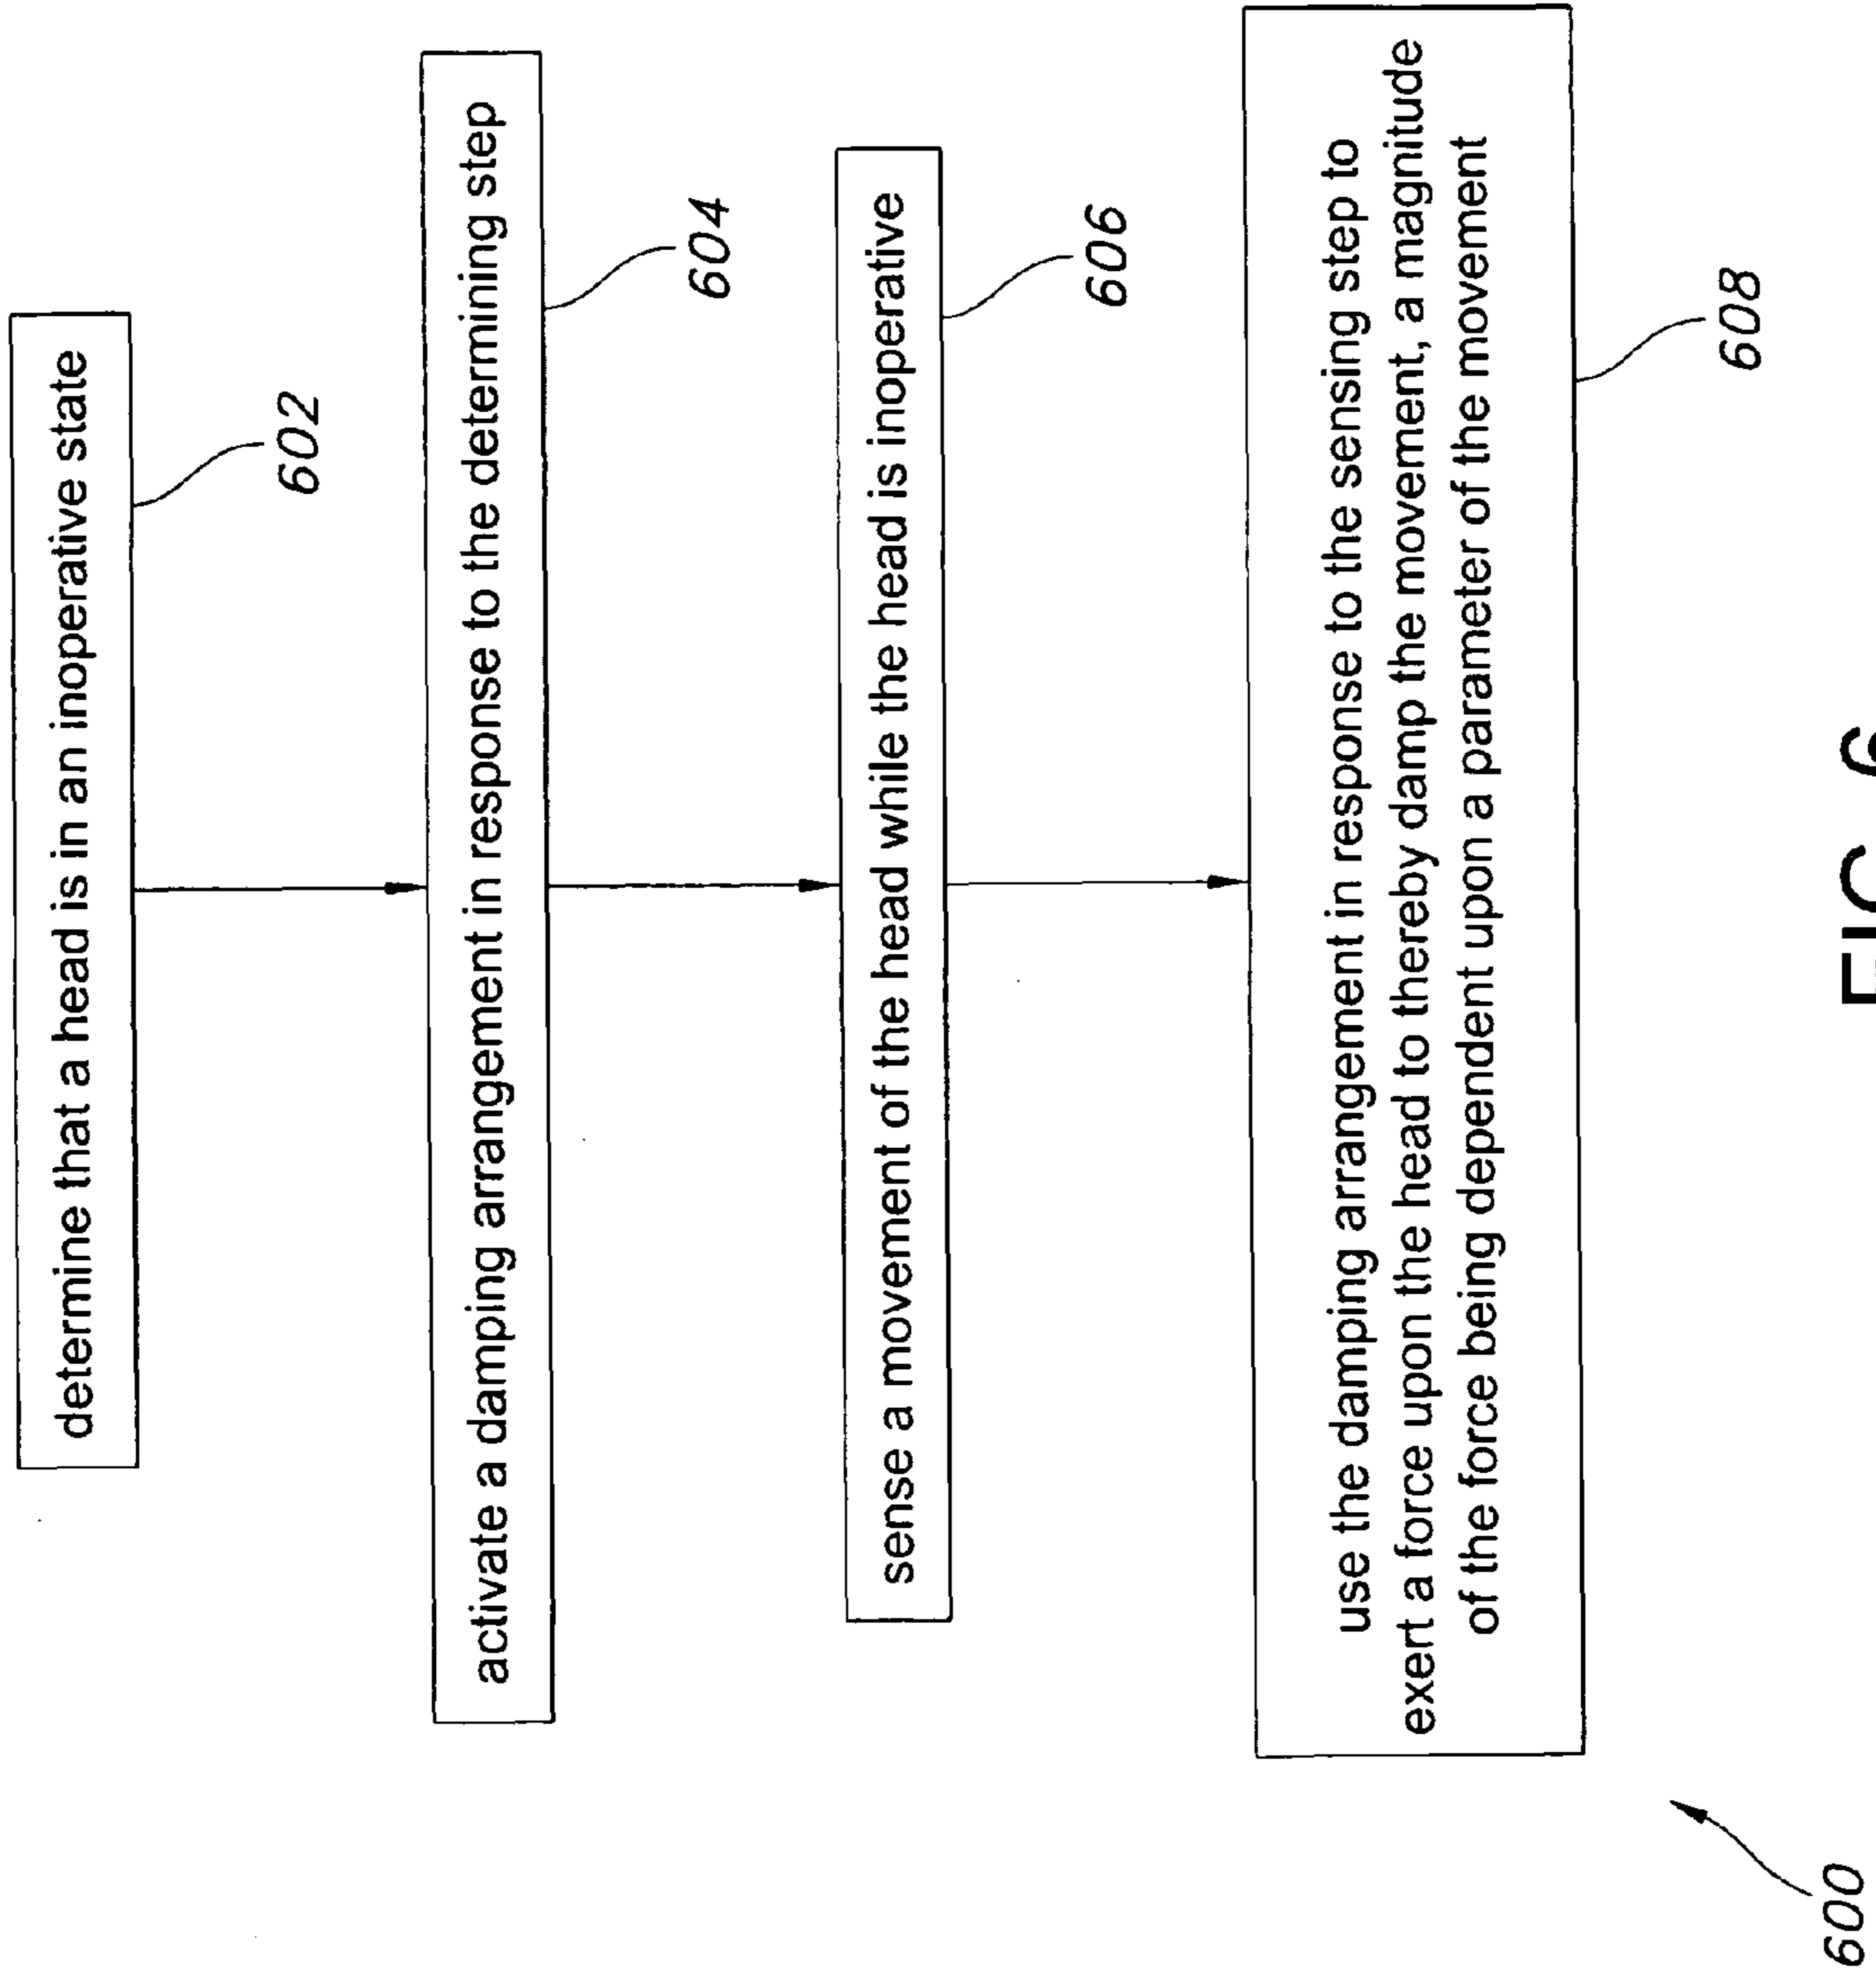 determine that a head is in an inoperative state
602
activate a damping arrangement in response to the determining step
604
sense a movement of the head while the head is inoperative
606
use the damping arrangement in response to the sensing step to
exert a force upon the head to thereby damp the movement, a magnitude
of the force being dependent upon a parameter of the movement
608
600
FIG. 6